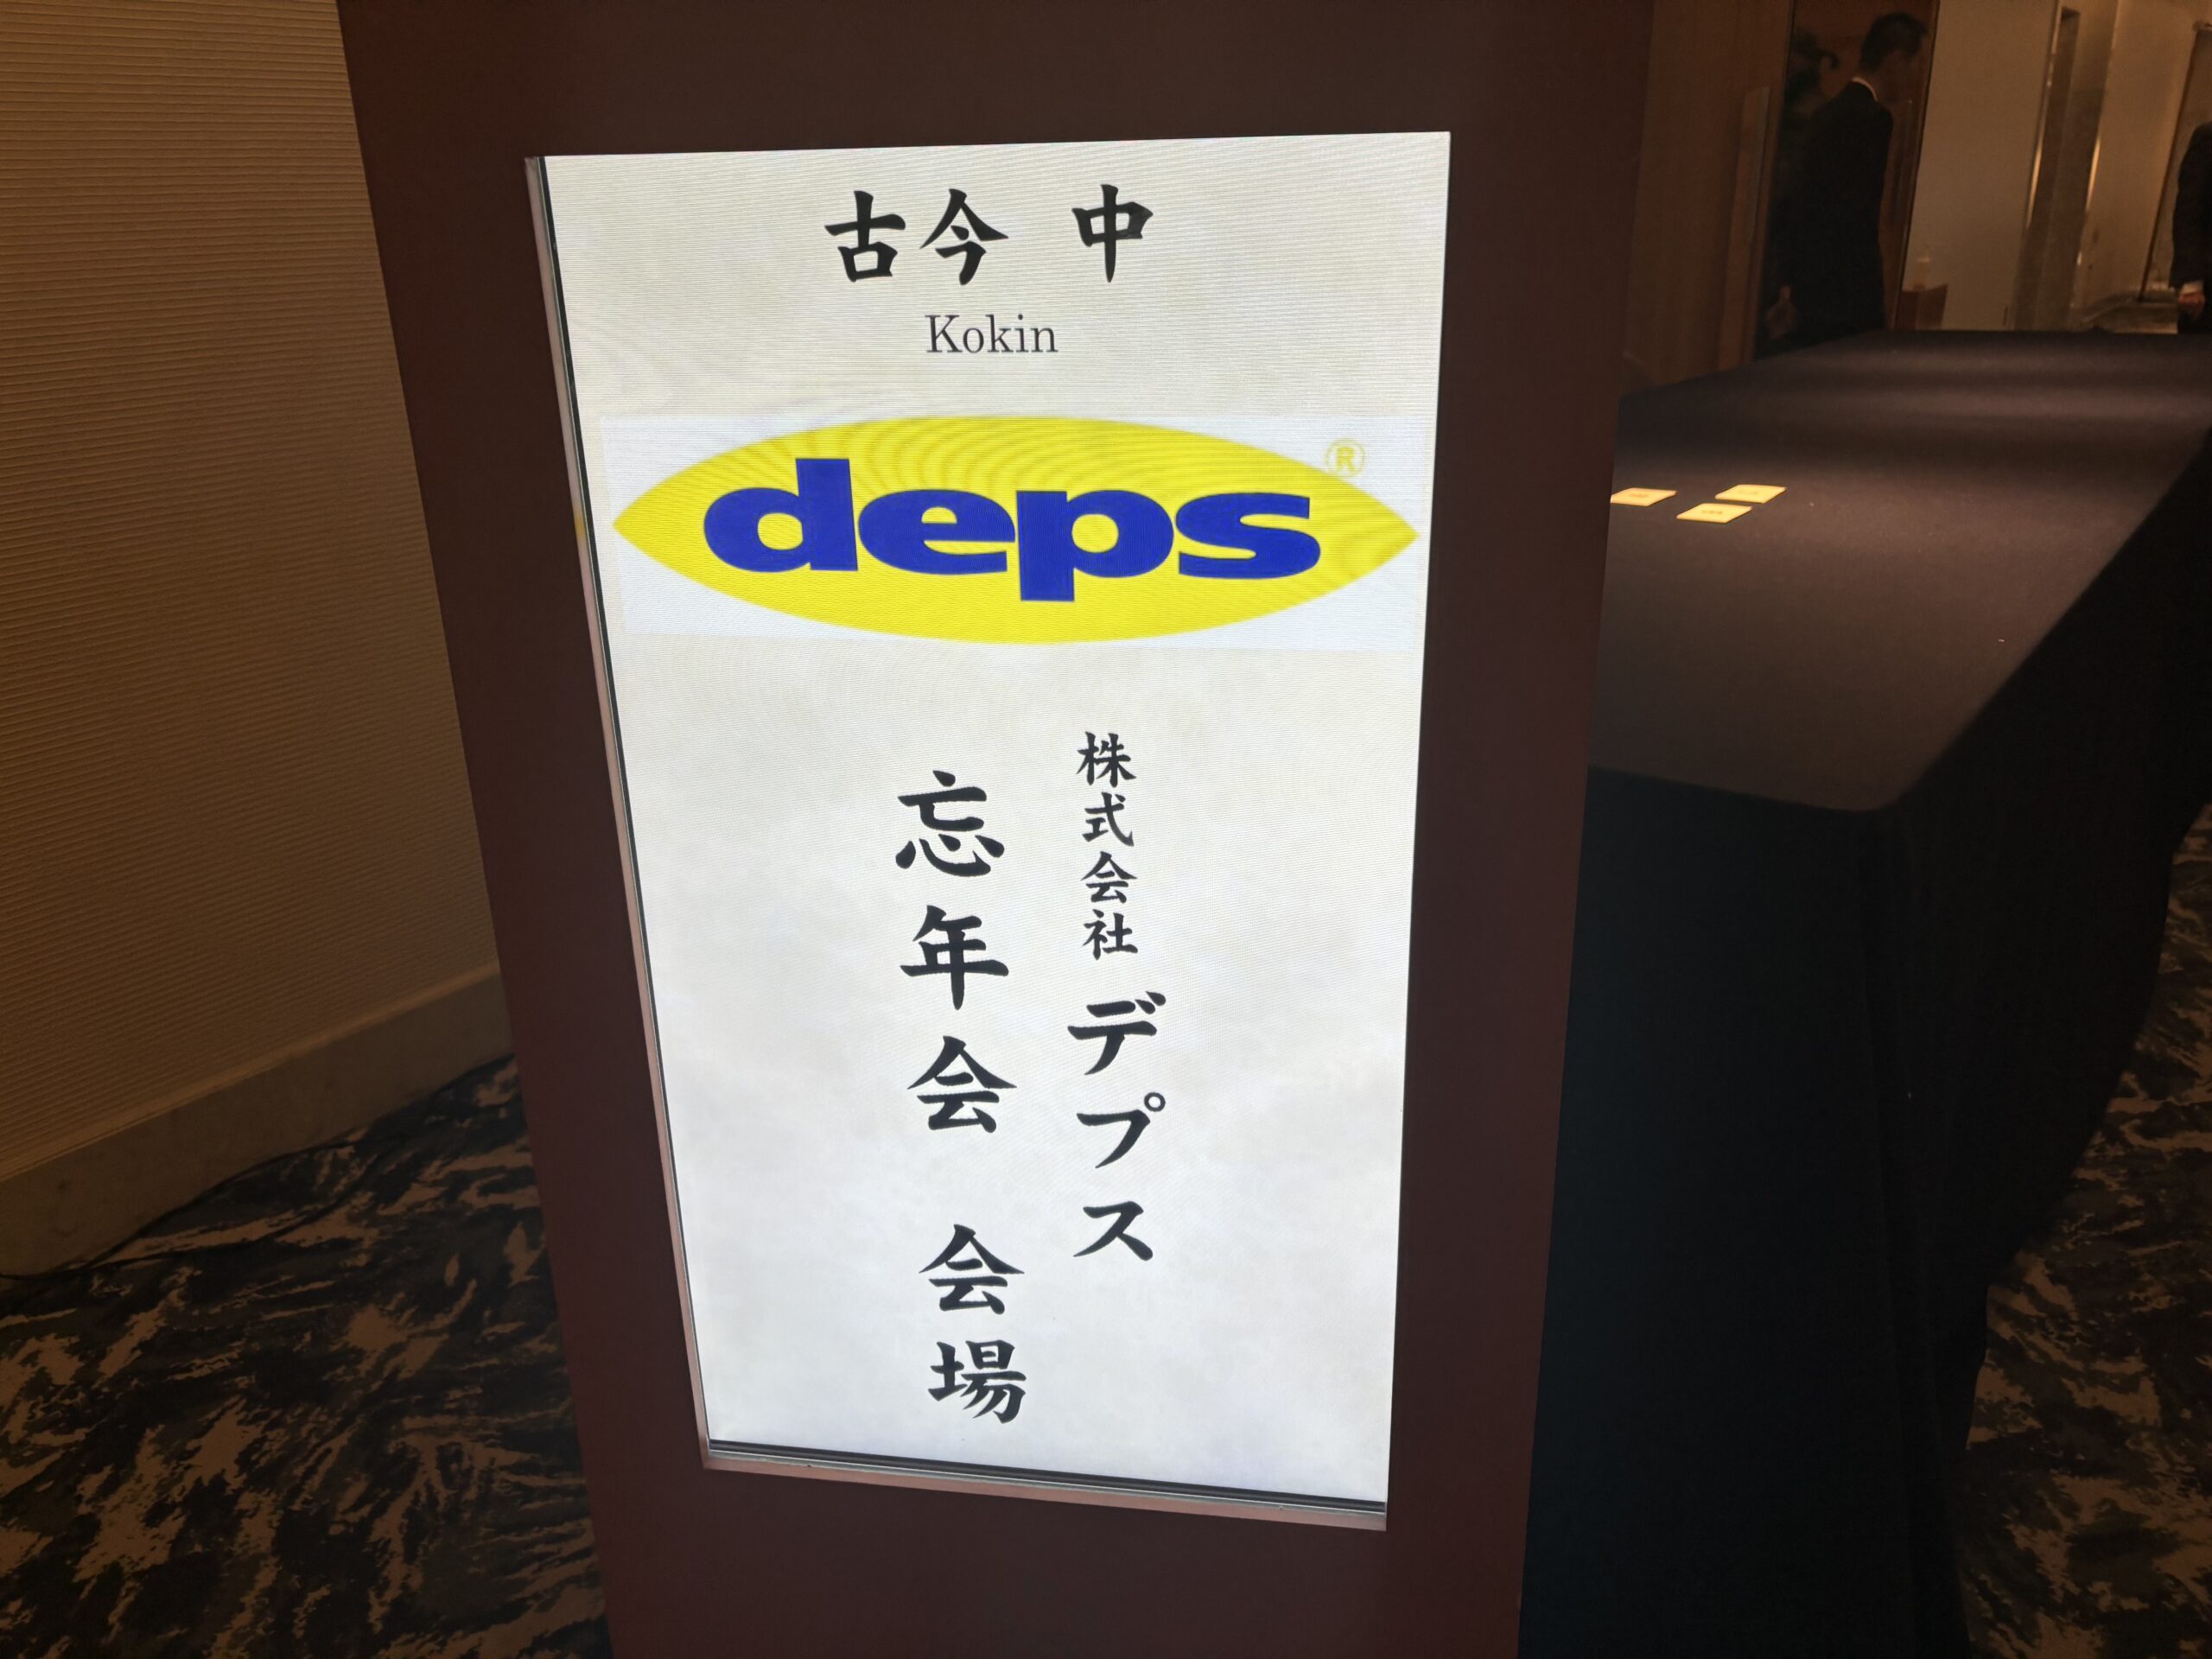 古今 中
Kokin
deps®
株式会社 デプス
忘年会 会場